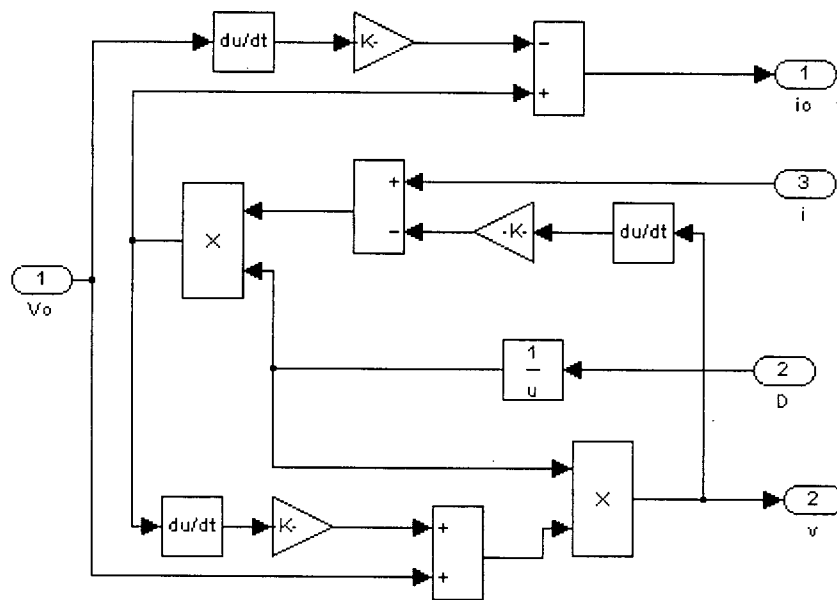 du/dt
K-
−
+
1
io
+
−
3
i
-K-
du/dt
×
1
Vo
1
u
2
D
du/dt
K-
+
+
×
2
v